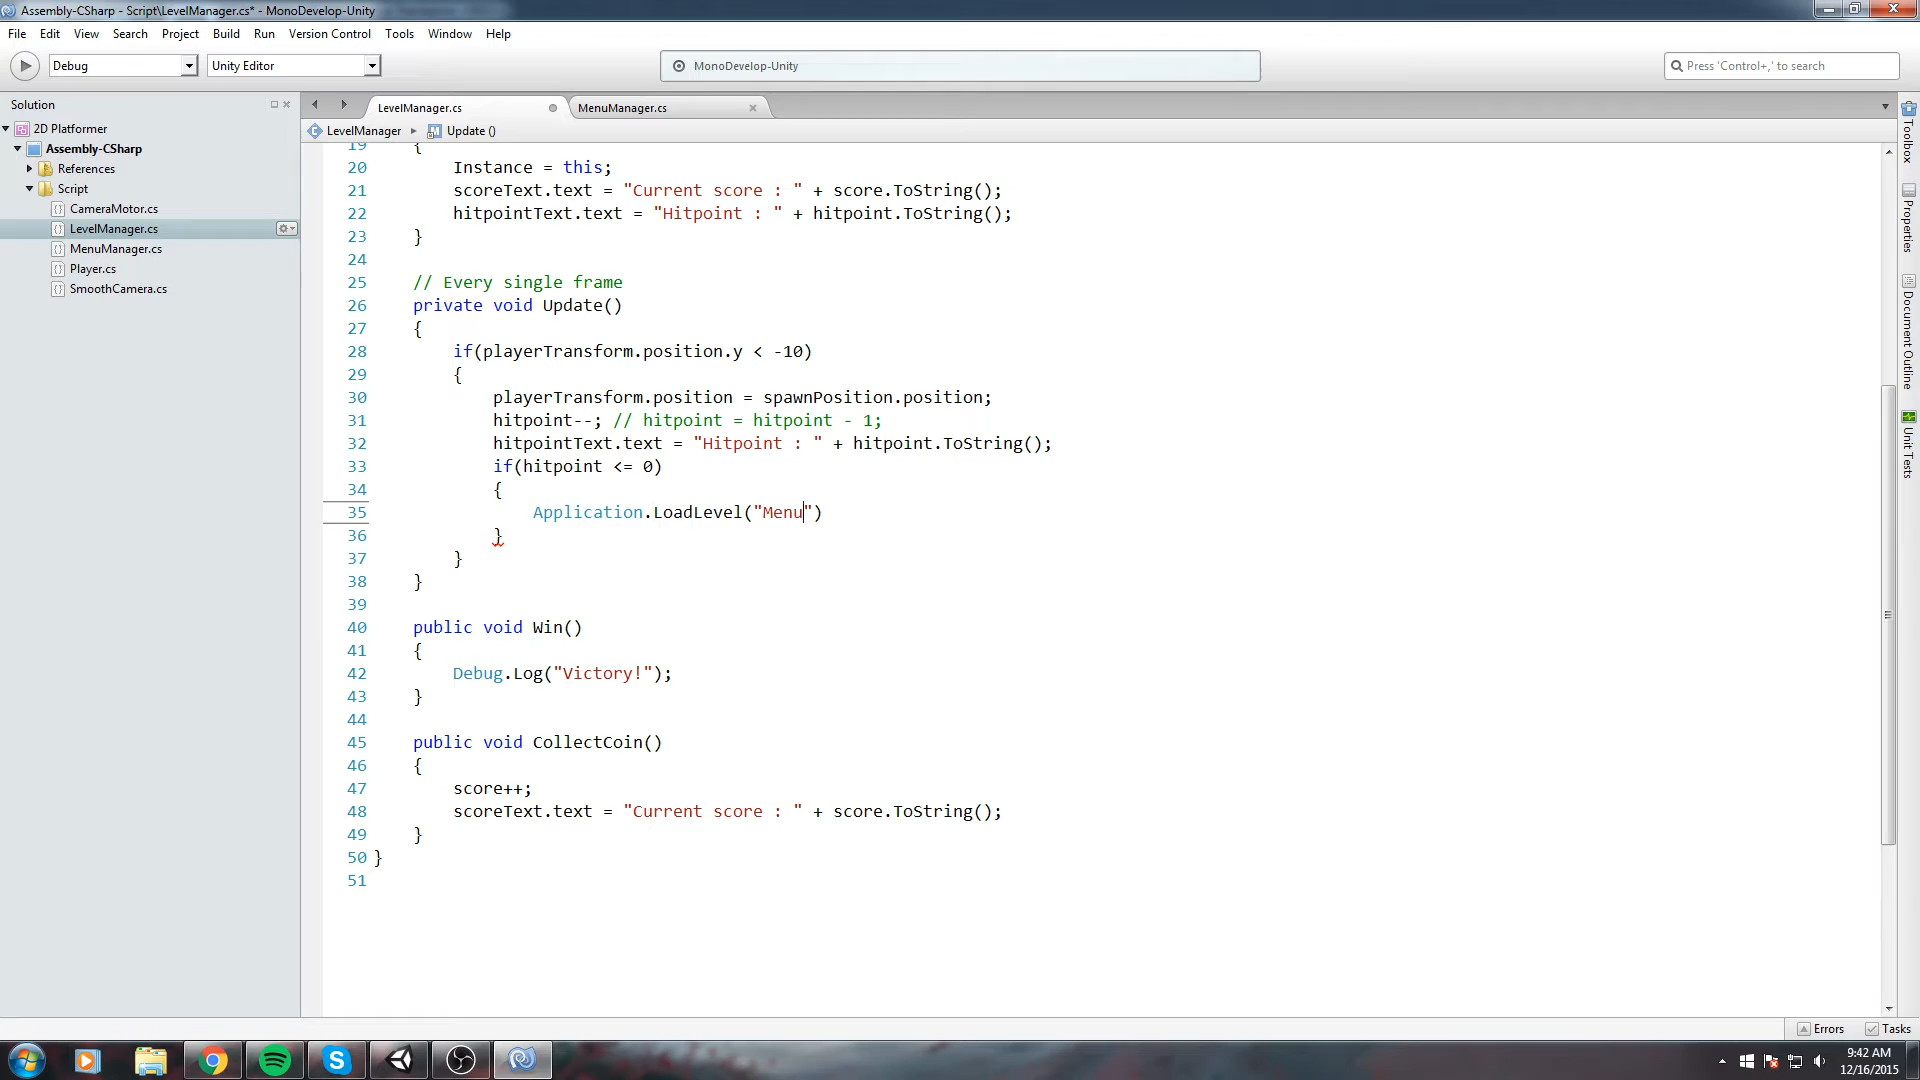 Assembly-CSharp - Script\LevelManager.cs* - MonoDevelop-Unity
File Edit View Search Project Build Run Version Control Tools Window Help
Debug Unity Editor MonoDevelop-Unity Press 'Control+,' to search
Solution
2D Platformer
Assembly-CSharp
References
Script
CameraMotor.cs
LevelManager.cs
MenuManager.cs
Player.cs
SmoothCamera.cs
LevelManager.cs MenuManager.cs
LevelManager Update ()
19 {
20 Instance = this;
21 scoreText.text = "Current score : " + score.ToString();
22 hitpointText.text = "Hitpoint : " + hitpoint.ToString();
23 }
24
25 // Every single frame
26 private void Update()
27 {
28 if(playerTransform.position.y < -10)
29 {
30 playerTransform.position = spawnPosition.position;
31 hitpoint--; // hitpoint = hitpoint - 1;
32 hitpointText.text = "Hitpoint : " + hitpoint.ToString();
33 if(hitpoint <= 0)
34 {
35 Application.LoadLevel("Menu")
36 }
37 }
38 }
39
40 public void Win()
41 {
42 Debug.Log("Victory!");
43 }
44
45 public void CollectCoin()
46 {
47 score++;
48 scoreText.text = "Current score : " + score.ToString();
49 }
50 }
51
Toolbox
Properties
Document Outline
Unit Tests
Errors Tasks
9:42 AM
12/16/2015